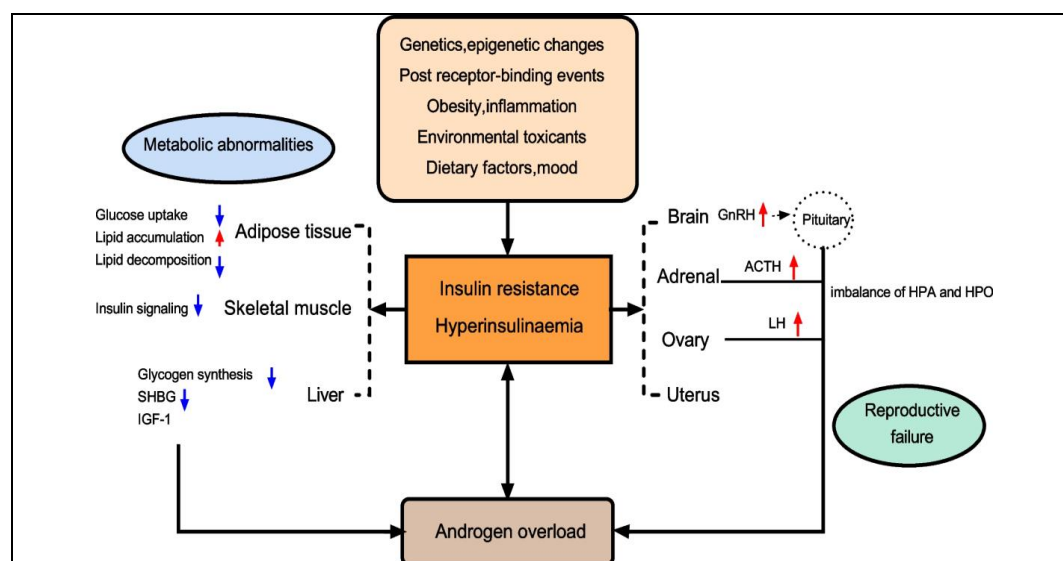 Genetics,epigenetic changes
Post receptor-binding events
Obesity,inflammation
Environmental toxicants
Dietary factors,mood
Metabolic abnormalities
Glucose uptake
Lipid accumulation
Lipid decomposition
Adipose tissue
Insulin signaling
Skeletal muscle
Glycogen synthesis
SHBG
IGF-1
Liver
Insulin resistance
Hyperinsulinaemia
Brain
GnRH
Pituitary
Adrenal
ACTH
imbalance of HPA and HPO
Ovary
LH
Uterus
Reproductive
failure
Androgen overload